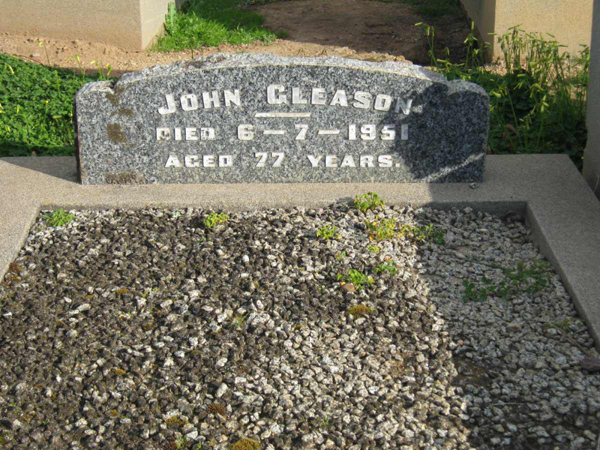 JOHN GLEASON.
DIED 6-7-1951
AGED 77 YEARS.